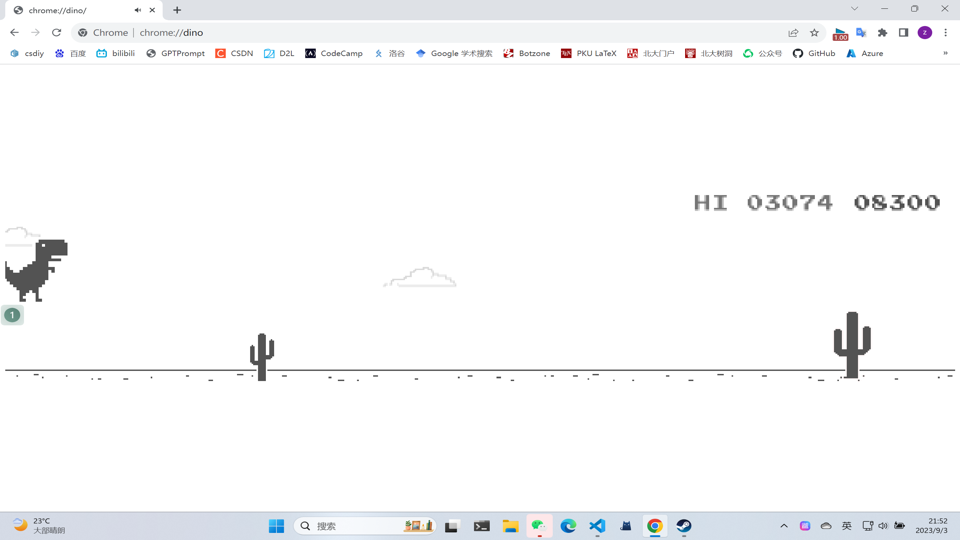 chrome://dino/
Chrome | chrome://dino
1.00
z
csdiy 百度 bilibili GPTPrompt CSDN D2L CodeCamp 洛谷 Google 学术搜索 Botzone PKU LaTeX 北大门户 北大树洞 公众号 GitHub Azure »
HI 03074 08300
1
23°C
大部晴朗
搜索
英
21:52
2023/9/3